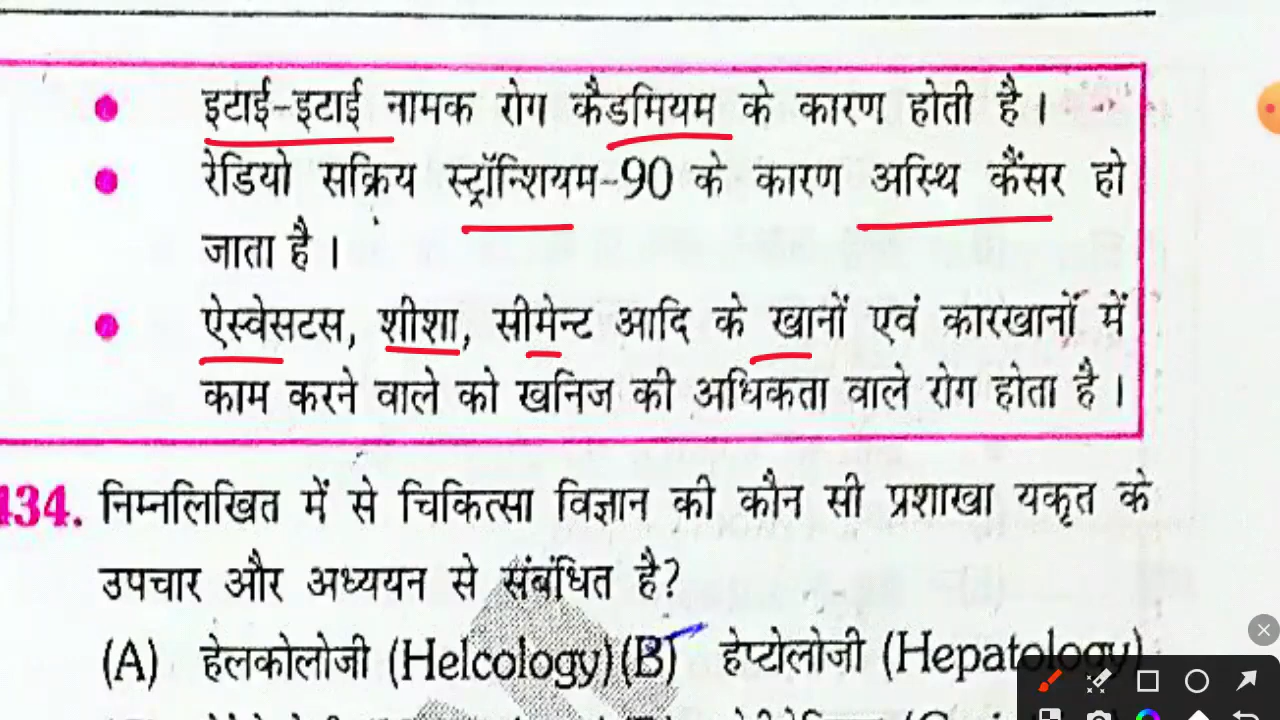 इटाई-इटाई नामक रोग कैडमियम के कारण होती है।
रेडियो सक्रिय स्ट्रॉन्शियम-90 के कारण अस्थि कैंसर हो
जाता है।
ऐस्वेसटस, शीशा, सीमेन्ट आदि के खानों एवं कारखानों में
काम करने वाले को खनिज की अधिकता वाले रोग होता है।
434. निम्नलिखित में से चिकित्सा विज्ञान की कौन सी प्रशाखा यकृत के
उपचार और अध्ययन से संबंधित है?
(A) हेलकोलोजी (Helcology) (B) हेप्टोलोजी (Hepatology)